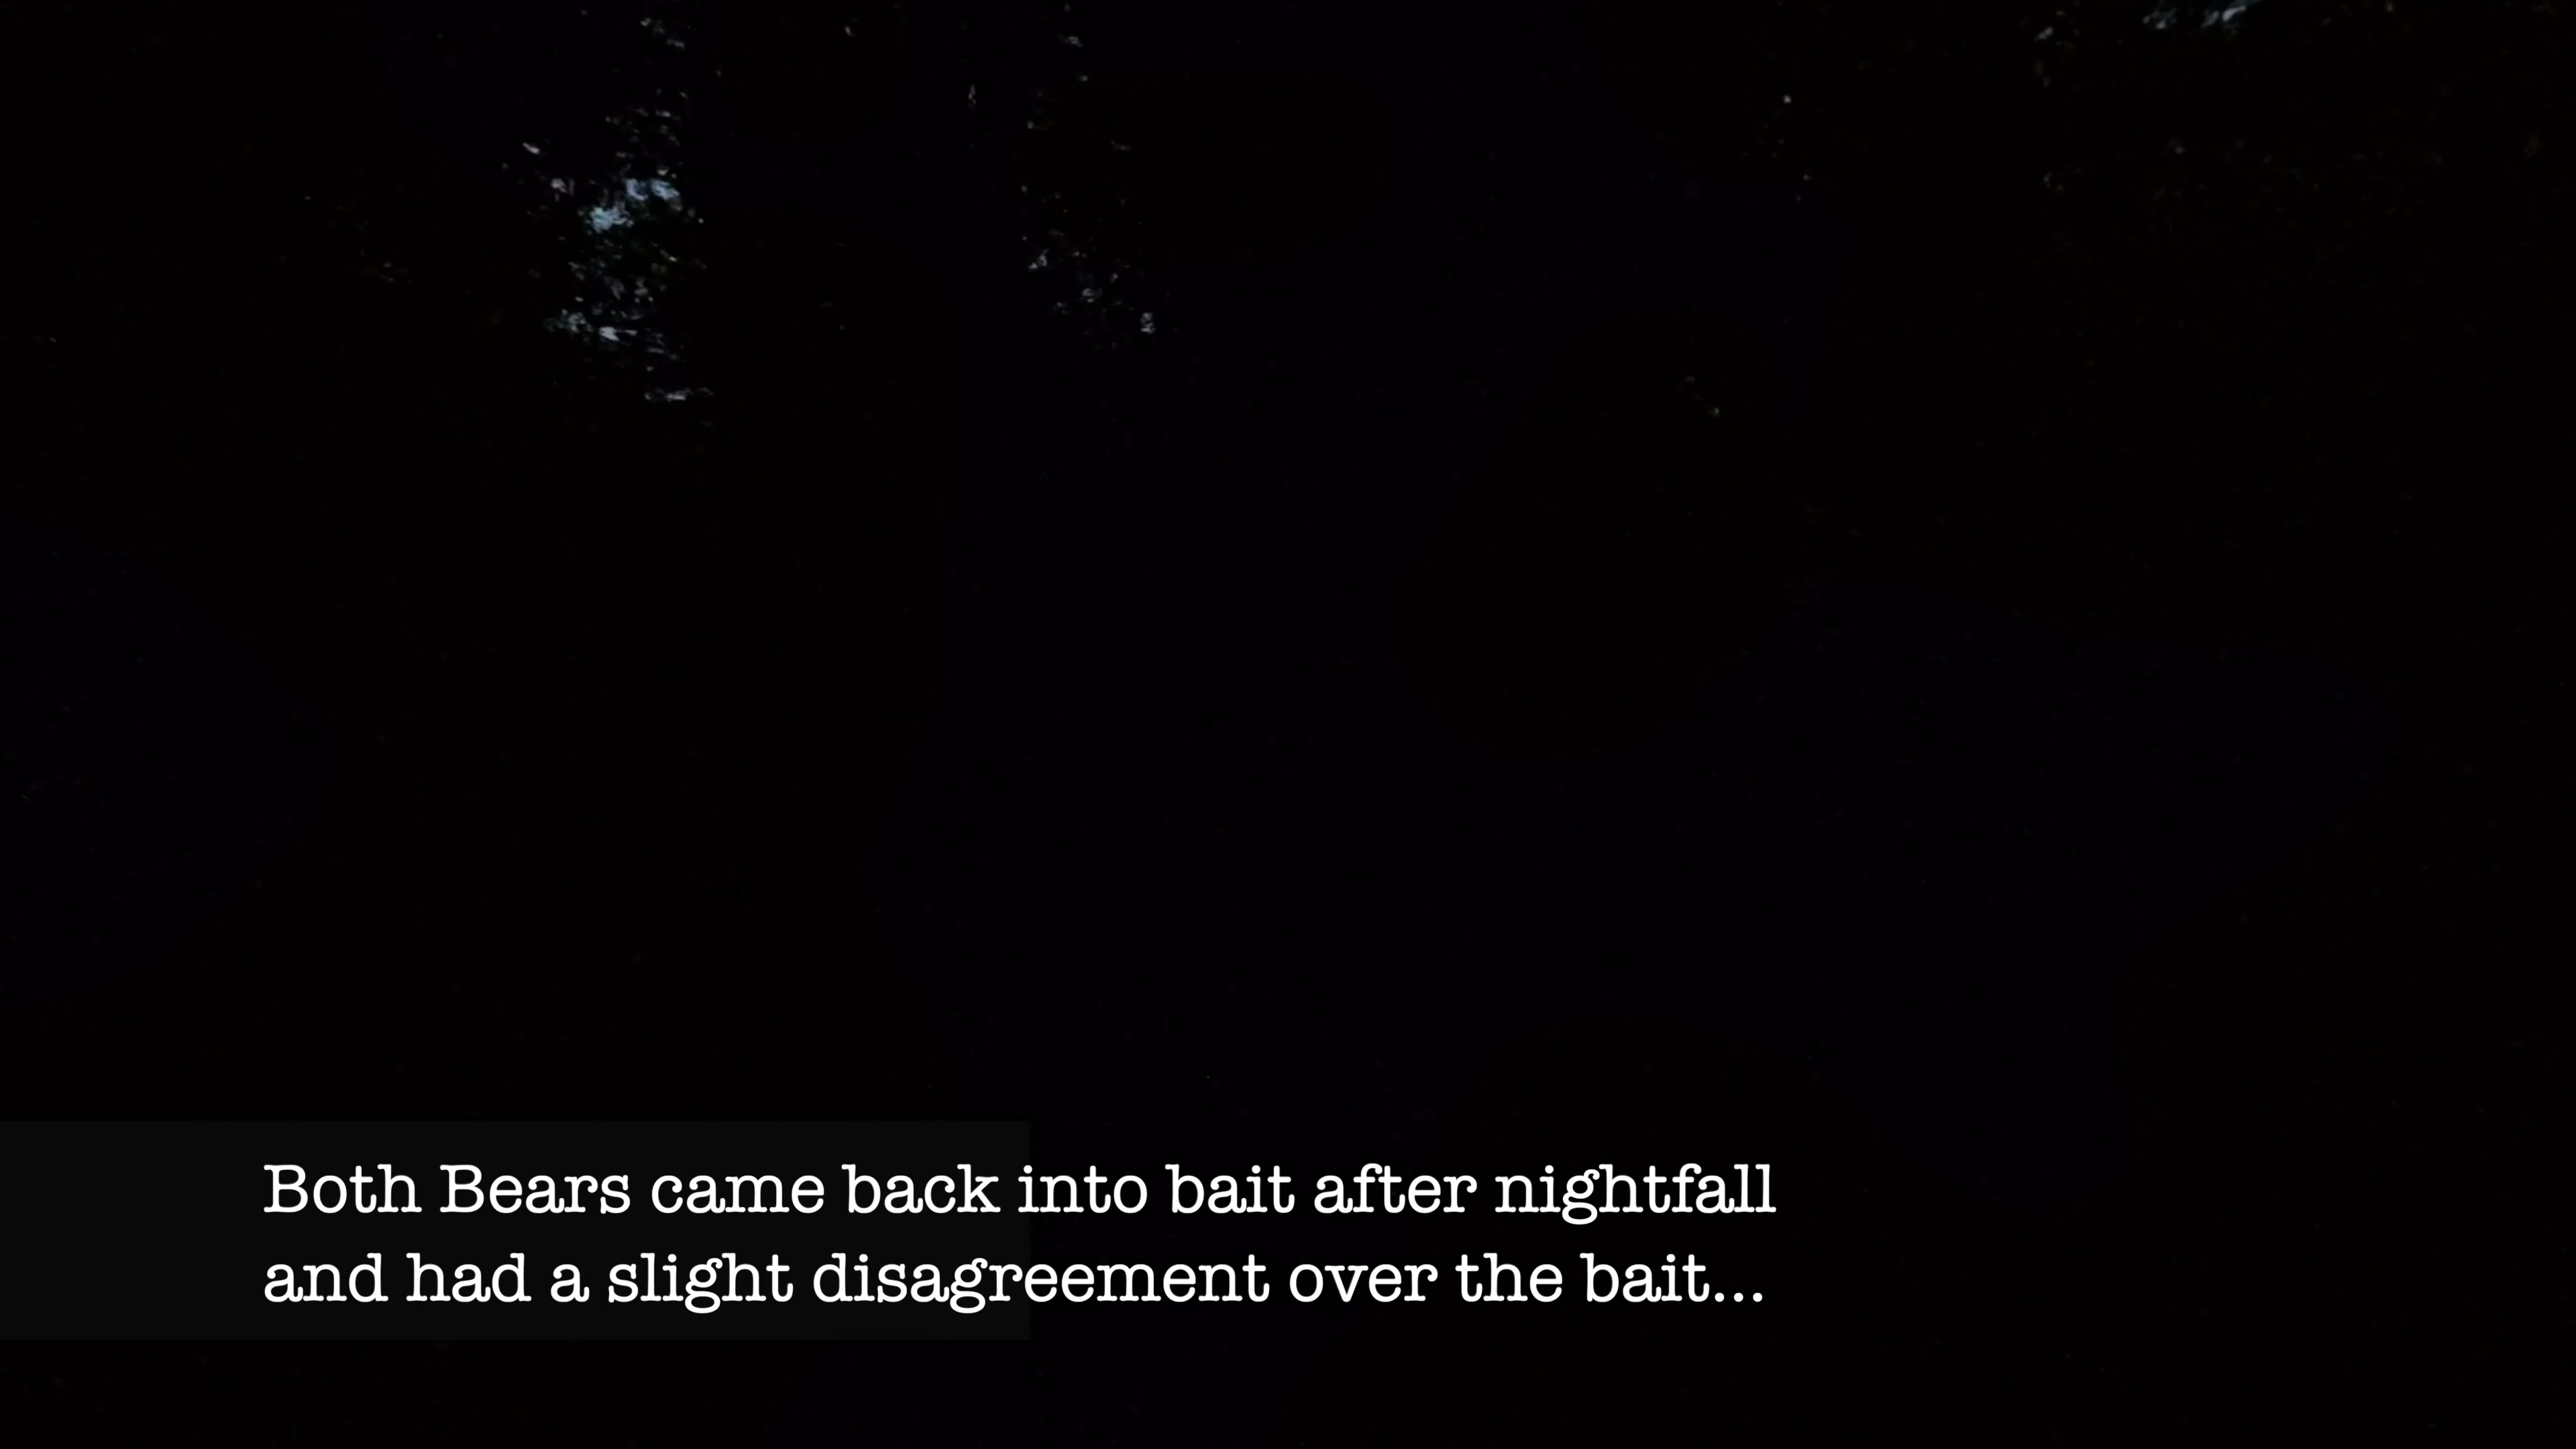 Both Bears came back into bait after nightfall
and had a slight disagreement over the bait...